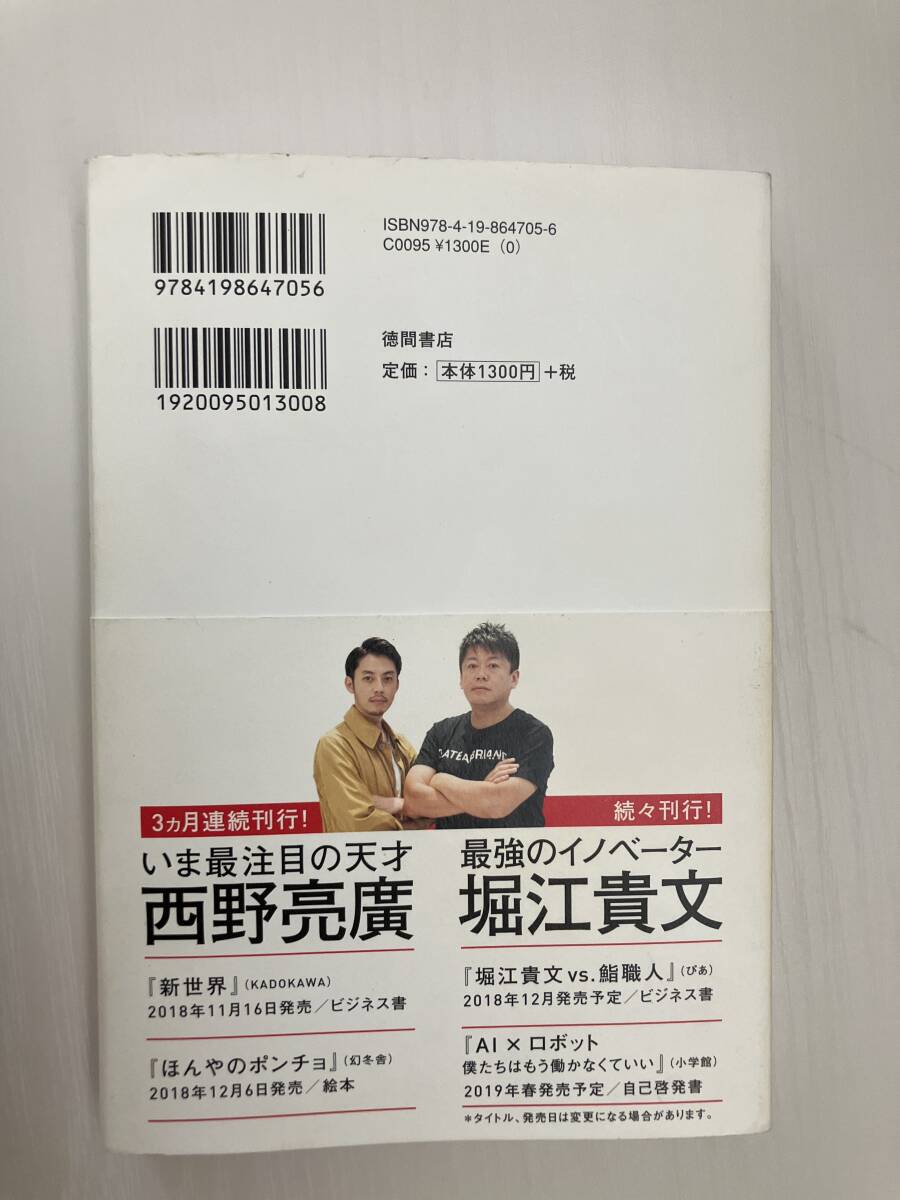 ISBN978-4-19-864705-6
C0095 ¥1300E (0)
9784198647056
徳間書店
定価：本体1300円+税
1920095013008
3ヵ月連続刊行！
いま最注目の天才
西野亮廣
『新世界』(KADOKAWA)
2018年11月16日発売／ビジネス書
『ほんやのポンチョ』(幻冬舎)
2018年12月6日発売／絵本
続々刊行！
最強のイノベーター
堀江貴文
『堀江貴文vs.鮨職人』(ぴあ)
2018年12月発売予定／ビジネス書
『AI×ロボット
僕たちはもう働かなくていい』(小学館)
2019年春発売予定／自己啓発書
＊タイトル、発売日は変更になる場合があります。